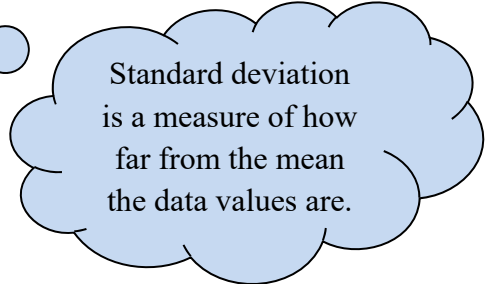 Standard deviation
is a measure of how
far from the mean
the data values are.